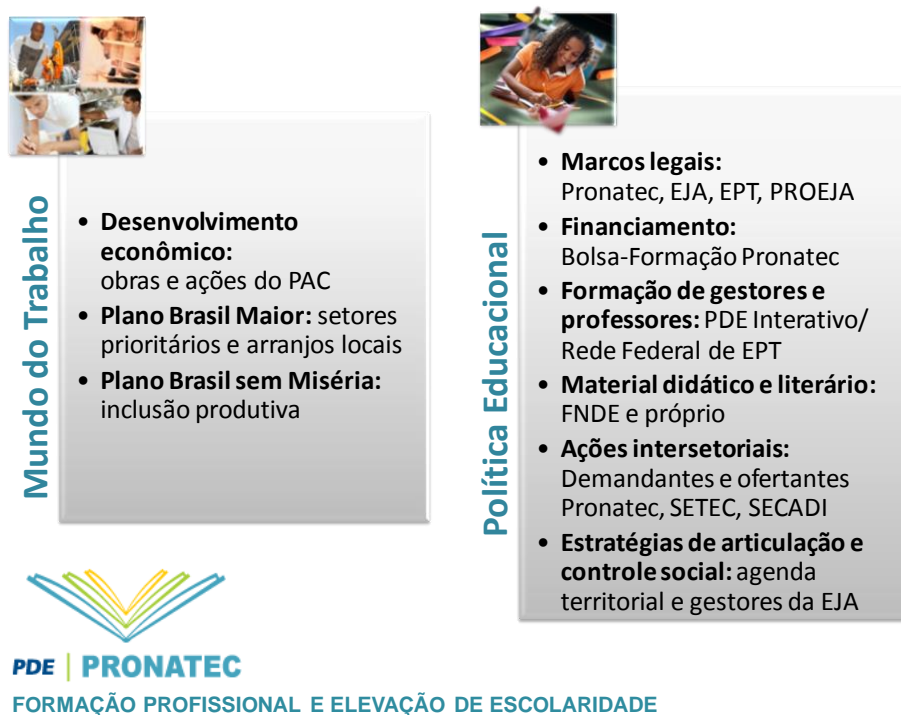 Mundo do Trabalho
• Desenvolvimento
econômico:
obras e ações do PAC
• Plano Brasil Maior: setores
prioritários e arranjos locais
• Plano Brasil sem Miséria:
inclusão produtiva
Política Educacional
• Marcos legais:
Pronatec, EJA, EPT, PROEJA
• Financiamento:
Bolsa-Formação Pronatec
• Formação de gestores e
professores: PDE Interativo/
Rede Federal de EPT
• Material didático e literário:
FNDE e próprio
• Ações intersetoriais:
Demandantes e ofertantes
Pronatec, SETEC, SECADI
• Estratégias de articulação e
controle social: agenda
territorial e gestores da EJA
PDE | PRONATEC
FORMAÇÃO PROFISSIONAL E ELEVAÇÃO DE ESCOLARIDADE